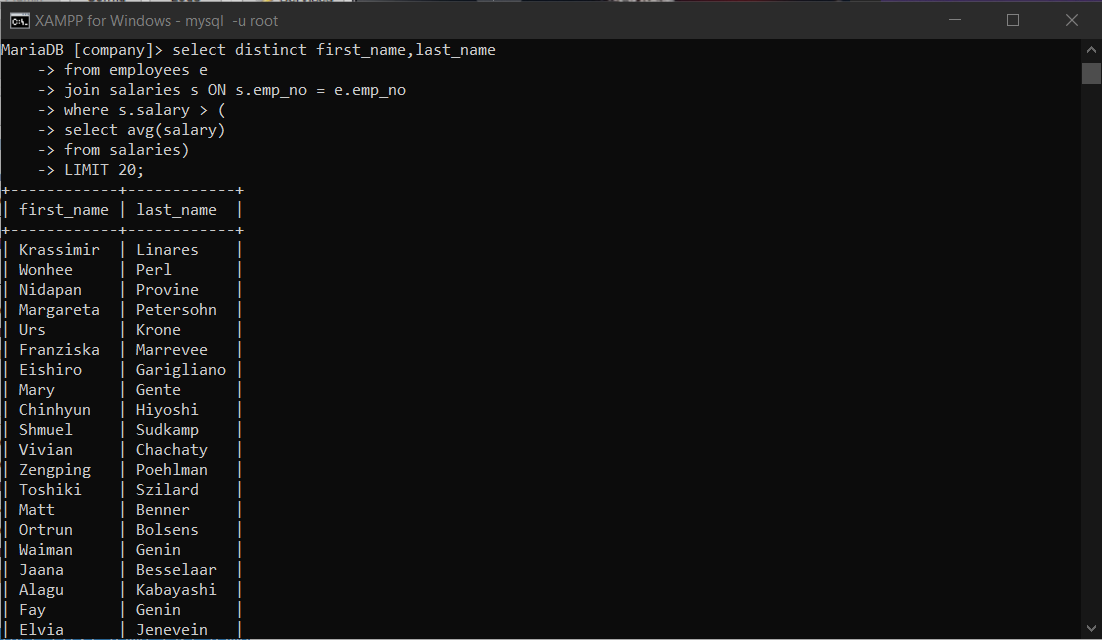 XAMPP for Windows - mysql  -u root
MariaDB [company]> select distinct first_name,last_name
    -> from employees e
    -> join salaries s ON s.emp_no = e.emp_no
    -> where s.salary > (
    -> select avg(salary)
    -> from salaries)
    -> LIMIT 20;
+------------+------------+
| first_name | last_name  |
+------------+------------+
| Krassimir  | Linares    |
| Wonhee     | Perl       |
| Nidapan    | Provine    |
| Margareta  | Petersohn  |
| Urs        | Krone      |
| Franziska  | Marrevee   |
| Eishiro    | Garigliano |
| Mary       | Gente      |
| Chinhyun   | Hiyoshi    |
| Shmuel     | Sudkamp    |
| Vivian     | Chachaty   |
| Zengping   | Poehlman   |
| Toshiki    | Szilard    |
| Matt       | Benner     |
| Ortrun     | Bolsens    |
| Waiman     | Genin      |
| Jaana      | Besselaar  |
| Alagu      | Kabayashi  |
| Fay        | Genin      |
| Elvia      | Jenevein   |